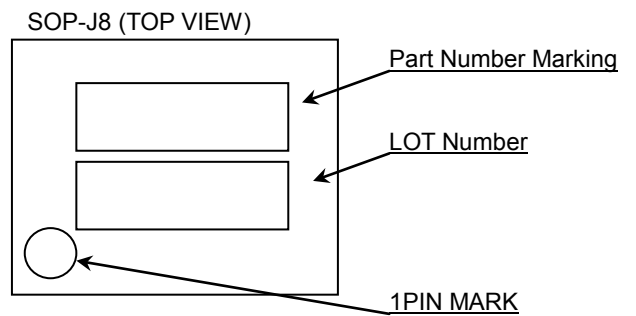 SOP-J8 (TOP VIEW)
Part Number Marking
LOT Number
1PIN MARK